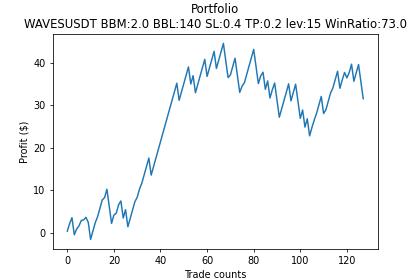 Portfolio
WAVESUSDT BBM:2.0 BBL:140 SL:0.4 TP:0.2 lev:15 WinRatio:73.0
40
30
20
10
0
Profit ($)
0 20 40 60 80 100 120
Trade counts